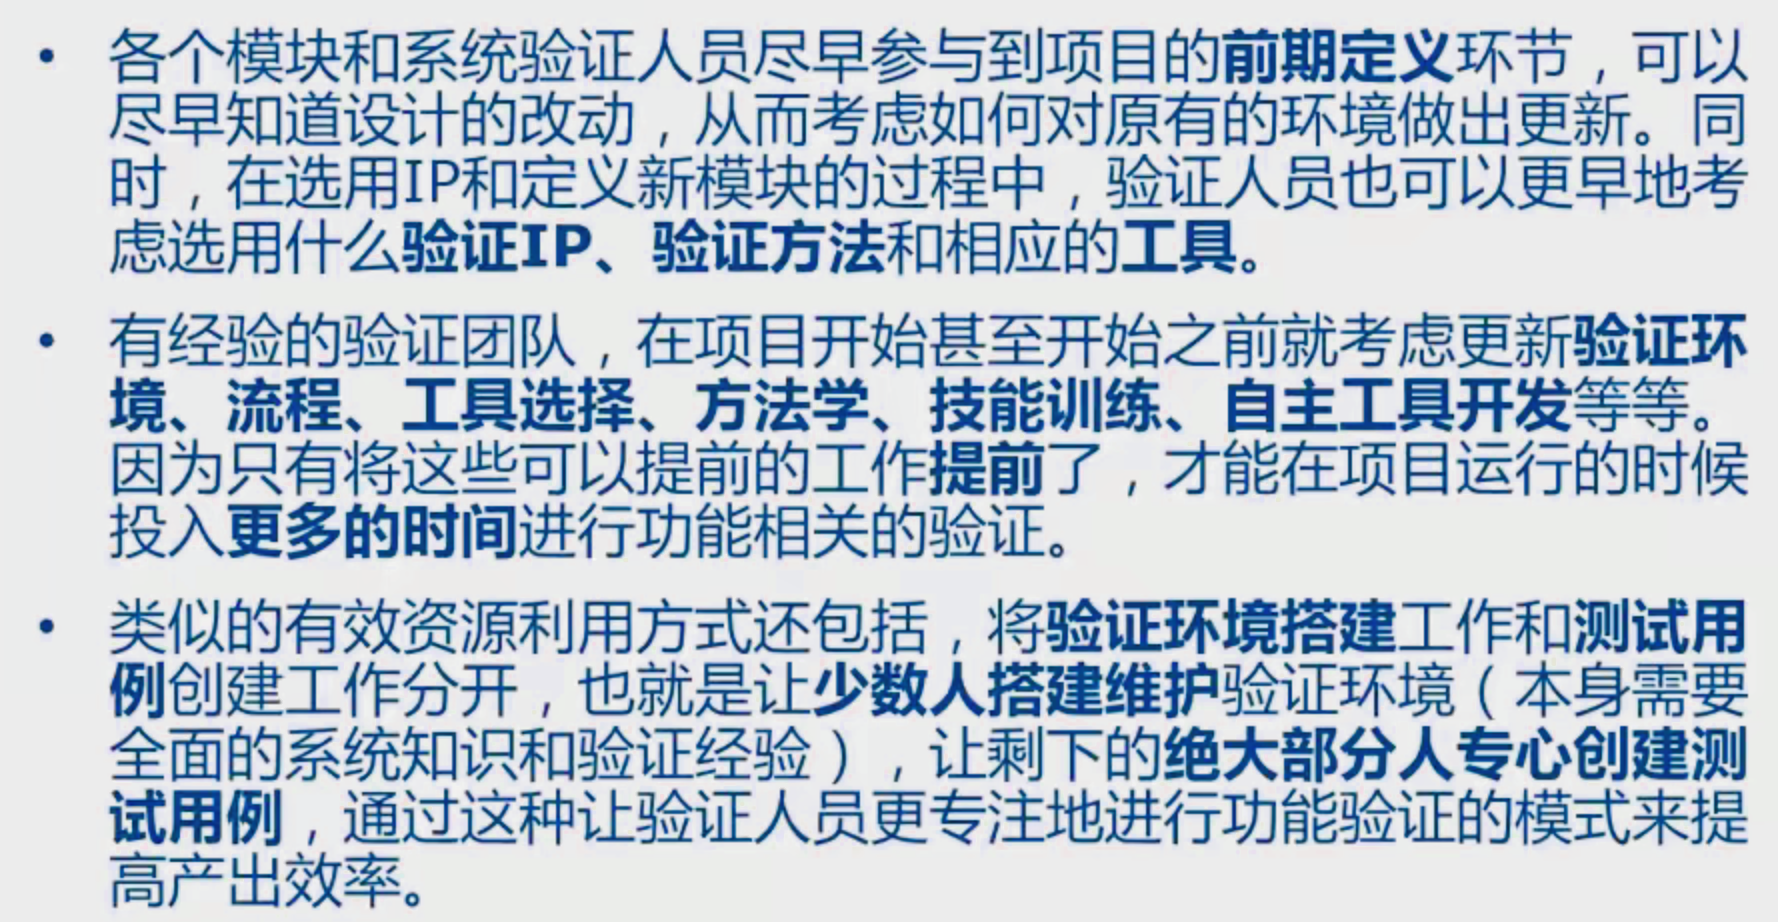 • 各个模块和系统验证人员尽早参与到项目的前期定义环节，可以
尽早知道设计的改动，从而考虑如何对原有的环境做出更新。同
时，在选用IP和定义新模块的过程中，验证人员也可以更早地考
虑选用什么验证IP、验证方法和相应的工具。
• 有经验的验证团队，在项目开始甚至开始之前就考虑更新验证环
境、流程、工具选择、方法学、技能训练、自主工具开发等等。
因为只有将这些可以提前的工作提前了，才能在项目运行的时候
投入更多的时间进行功能相关的验证。
• 类似的有效资源利用方式还包括，将验证环境搭建工作和测试用
例创建工作分开，也就是让少数人搭建维护验证环境（本身需要
全面的系统知识和验证经验），让剩下的绝大部分人专心创建测
试用例，通过这种让验证人员更专注地进行功能验证的模式来提
高产出效率。